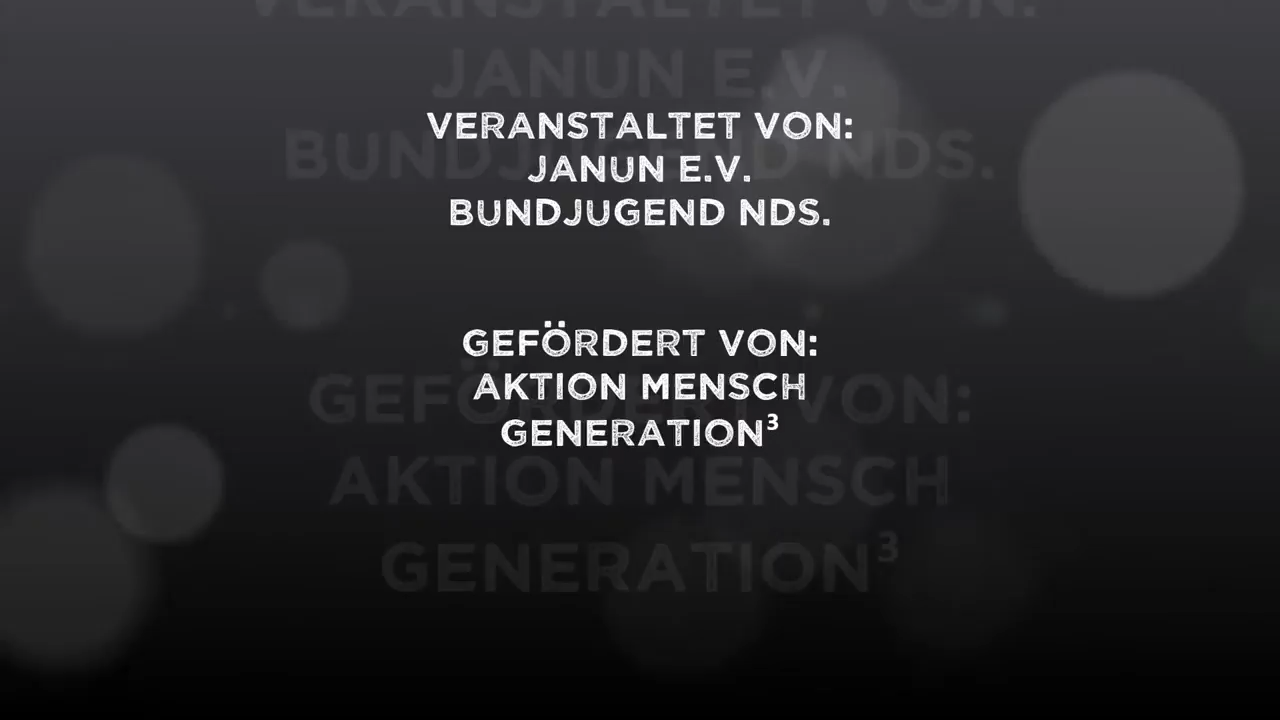 VERANSTALTET VON:
JANUN E.V.
BUNDJUGEND NDS.
GEFÖRDERT VON:
AKTION MENSCH
GENERATION³